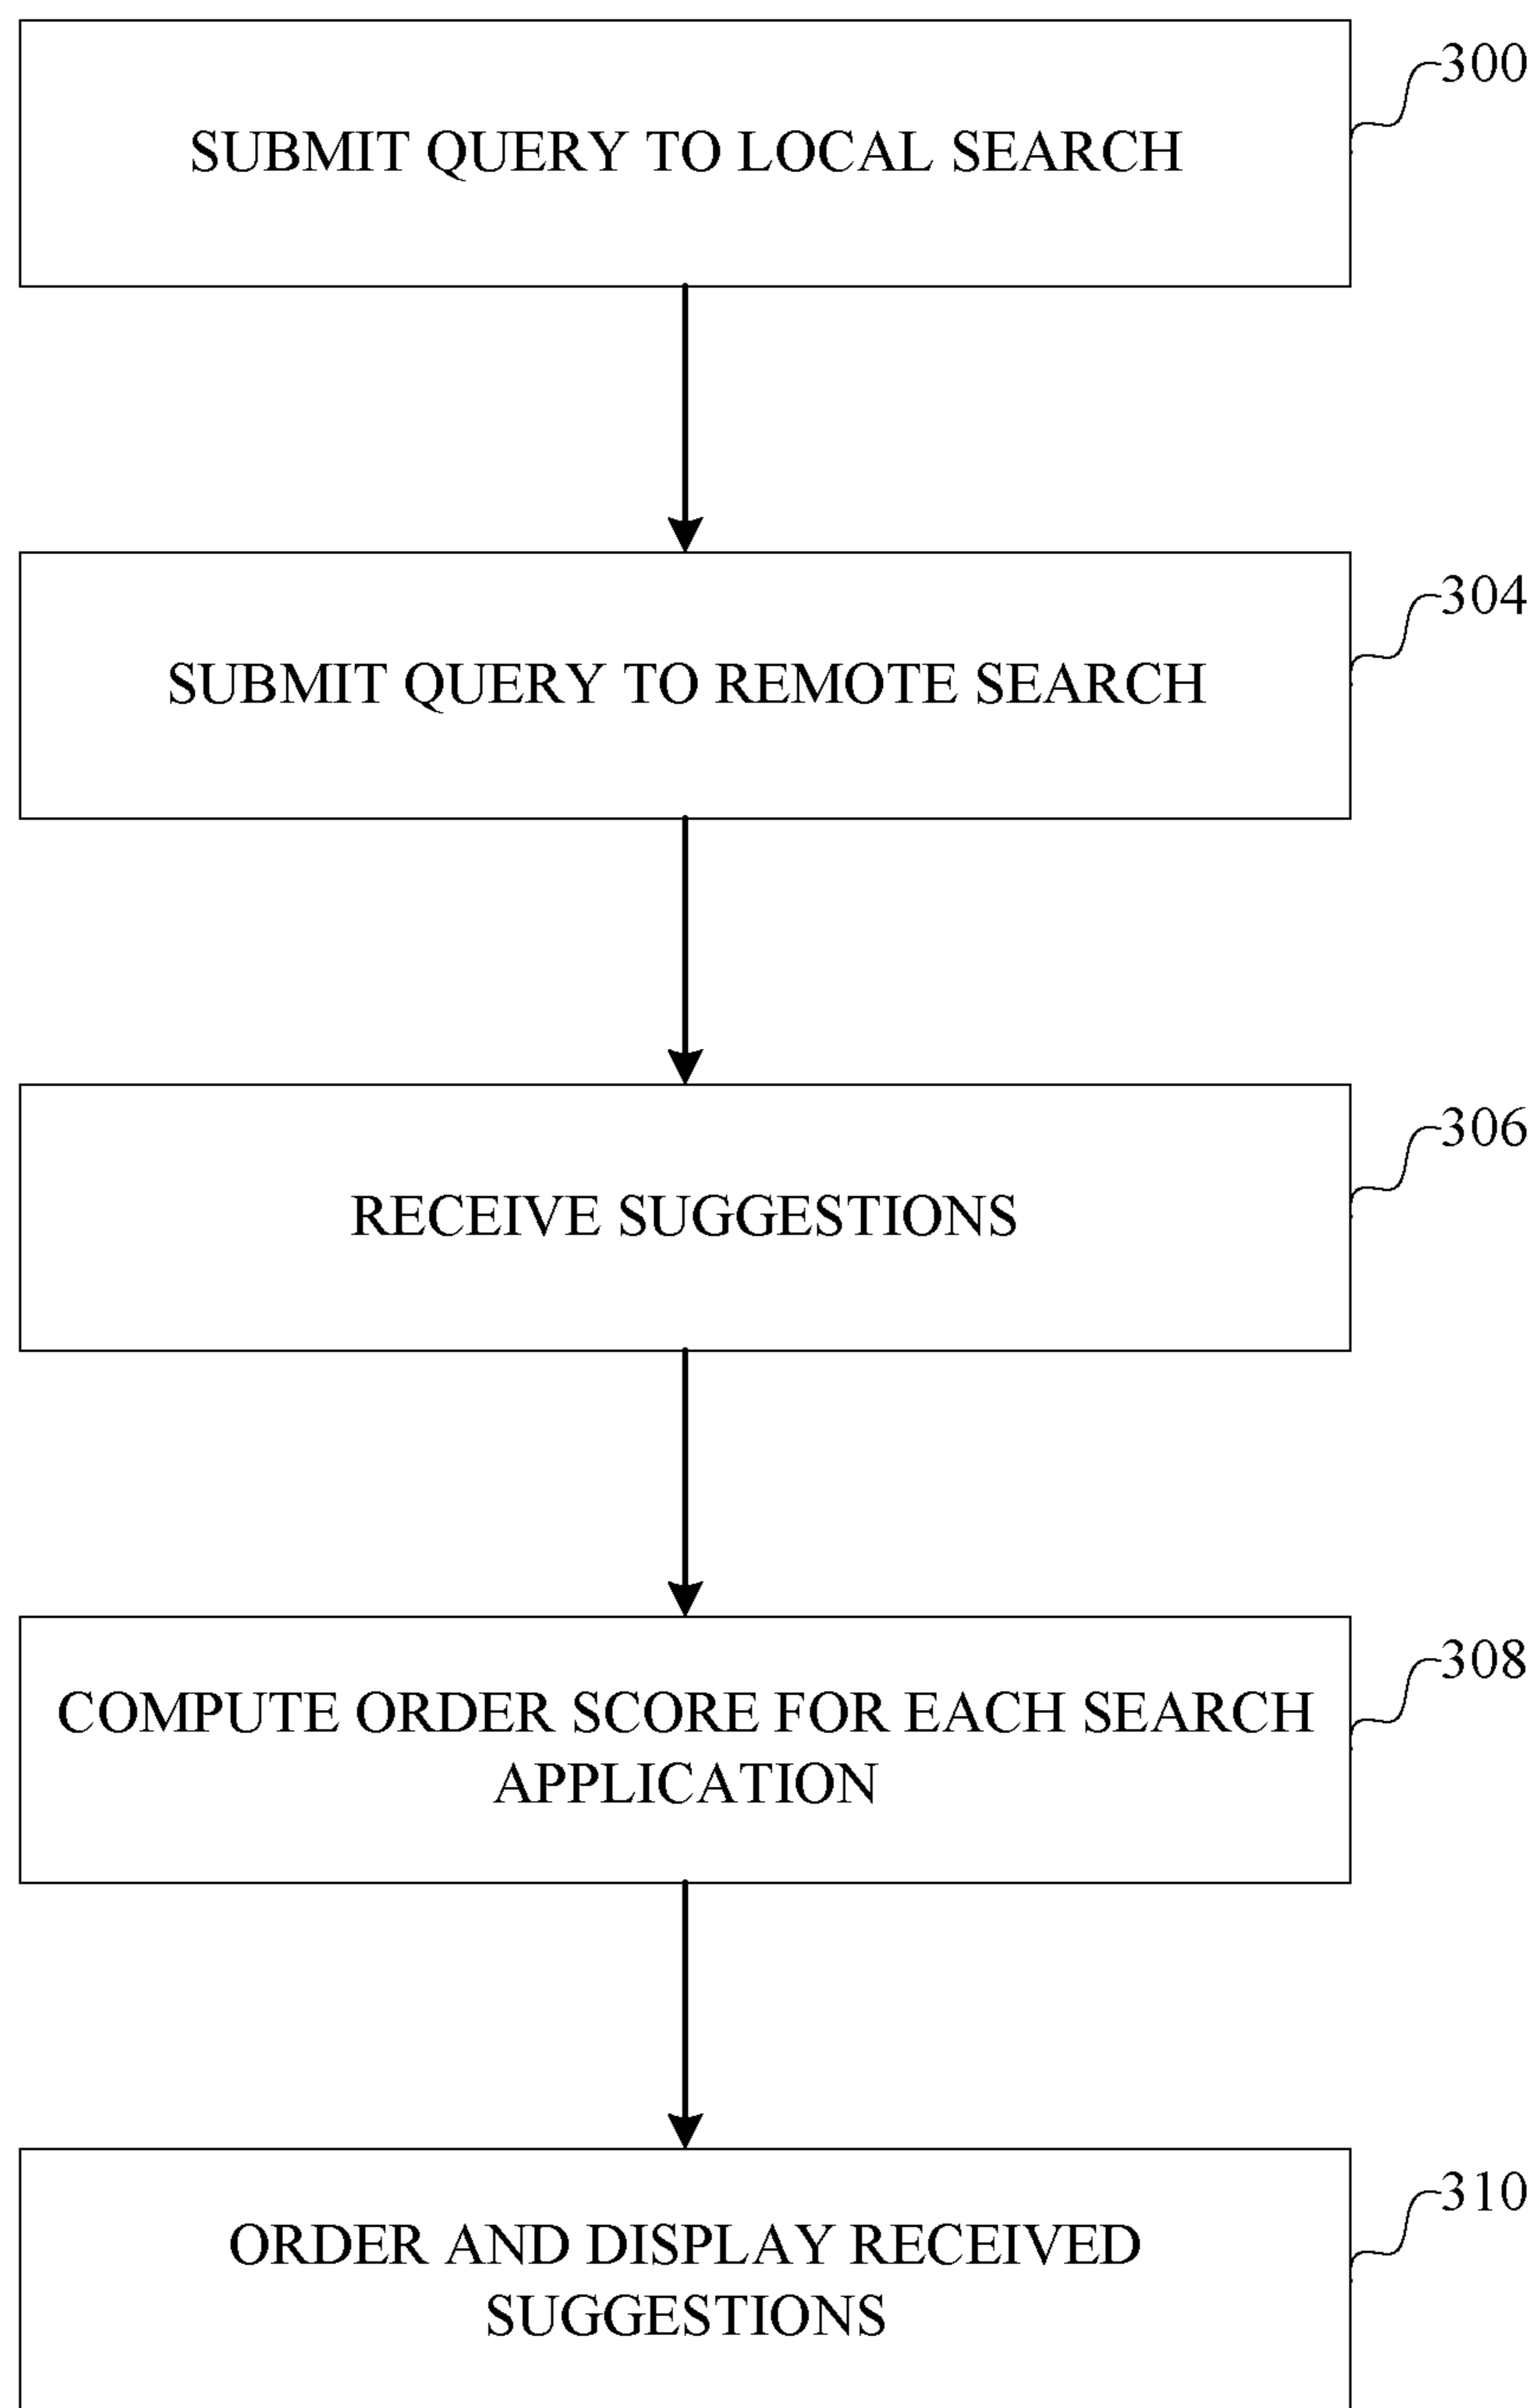 300
SUBMIT QUERY TO LOCAL SEARCH
304
SUBMIT QUERY TO REMOTE SEARCH
306
RECEIVE SUGGESTIONS
308
COMPUTE ORDER SCORE FOR EACH SEARCH
APPLICATION
310
ORDER AND DISPLAY RECEIVED
SUGGESTIONS